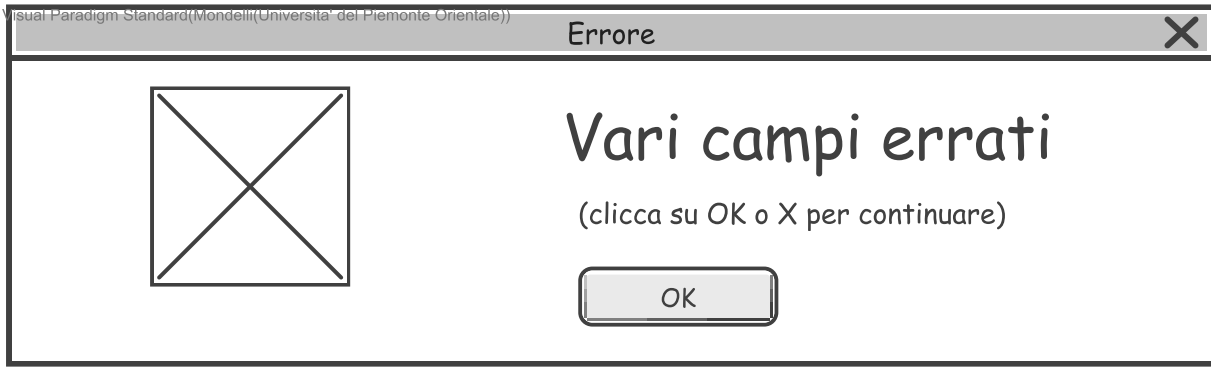 Visual Paradigm Standard(Mondelli(Universita' del Piemonte Orientale))
Errore
Vari campi errati
(clicca su OK o X per continuare)
OK